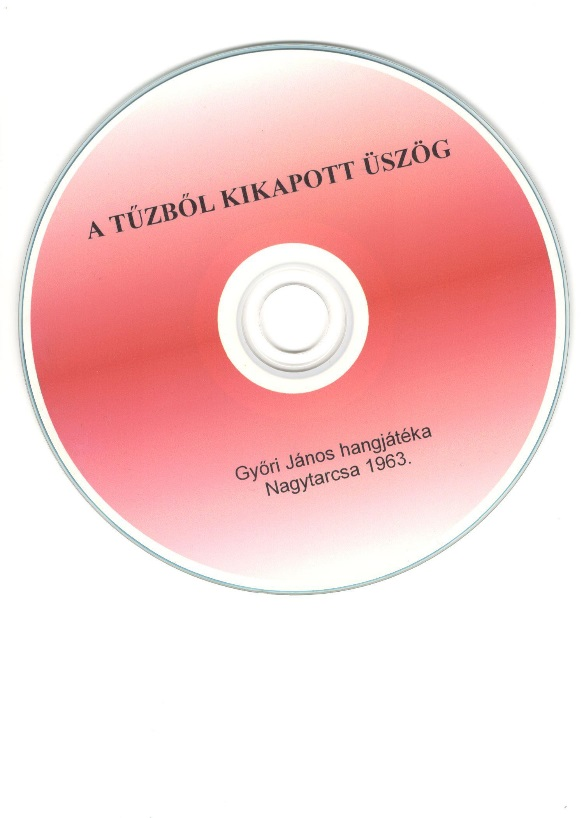 A TŰZBŐL KIKAPOTT ÜSZÖG
Győri János hangjátéka
Nagytarcsa 1963.